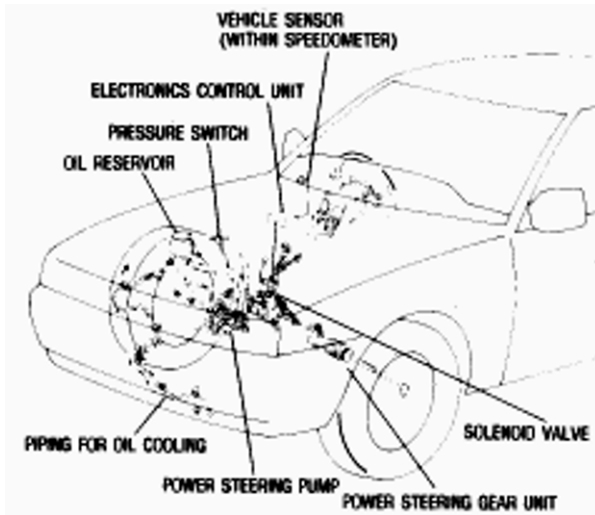 VEHICLE SENSOR
(WITHIN SPEEDOMETER)
ELECTRONICS CONTROL UNIT
PRESSURE SWITCH
OIL RESERVOIR
PIPING FOR OIL COOLING
SOLENOID VALVE
POWER STEERING PUMP
POWER STEERING GEAR UNIT